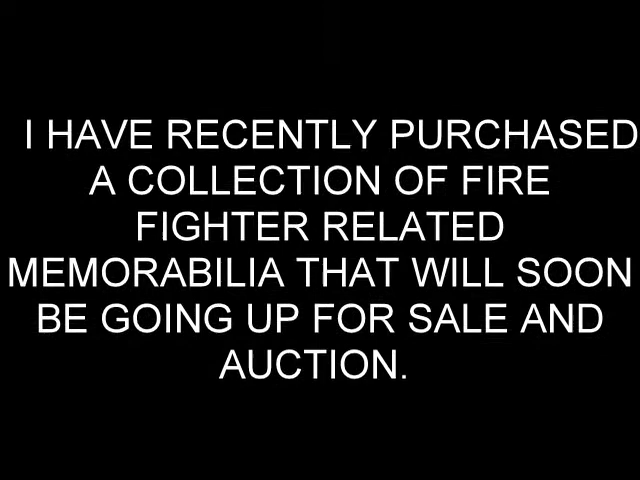 I HAVE RECENTLY PURCHASED
A COLLECTION OF FIRE
FIGHTER RELATED
MEMORABILIA THAT WILL SOON
BE GOING UP FOR SALE AND
AUCTION.